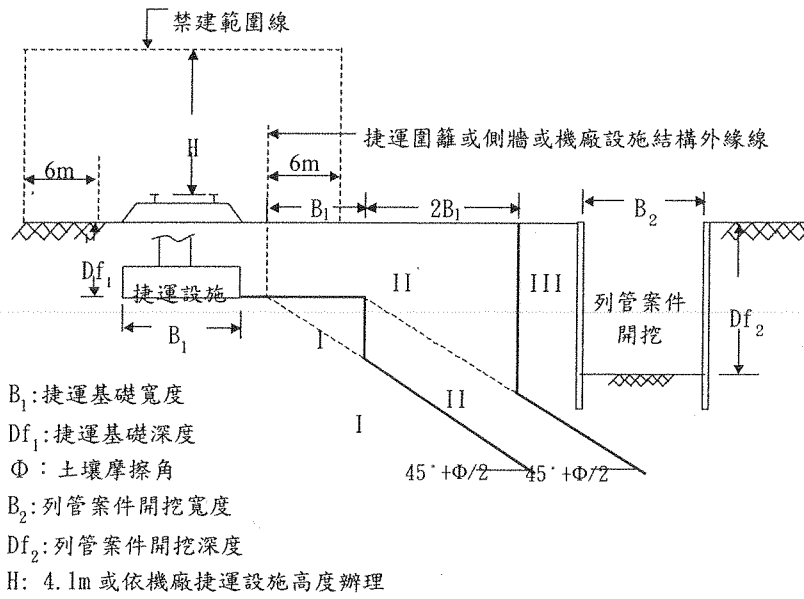 禁建範圍線
捷運圍籬或側牆或機廠設施結構外緣線
H
6m
6m
B₁
2B₁
B₂
Df₁
捷運設施
II
III
列管案件
開挖
Df₂
B₁
I
II
I
45°+Φ/2
45°+Φ/2
B₁:捷運基礎寬度
Df₁:捷運基礎深度
Φ：土壤摩擦角
B₂:列管案件開挖寬度
Df₂:列管案件開挖深度
H: 4.1m 或依機廠捷運設施高度辦理